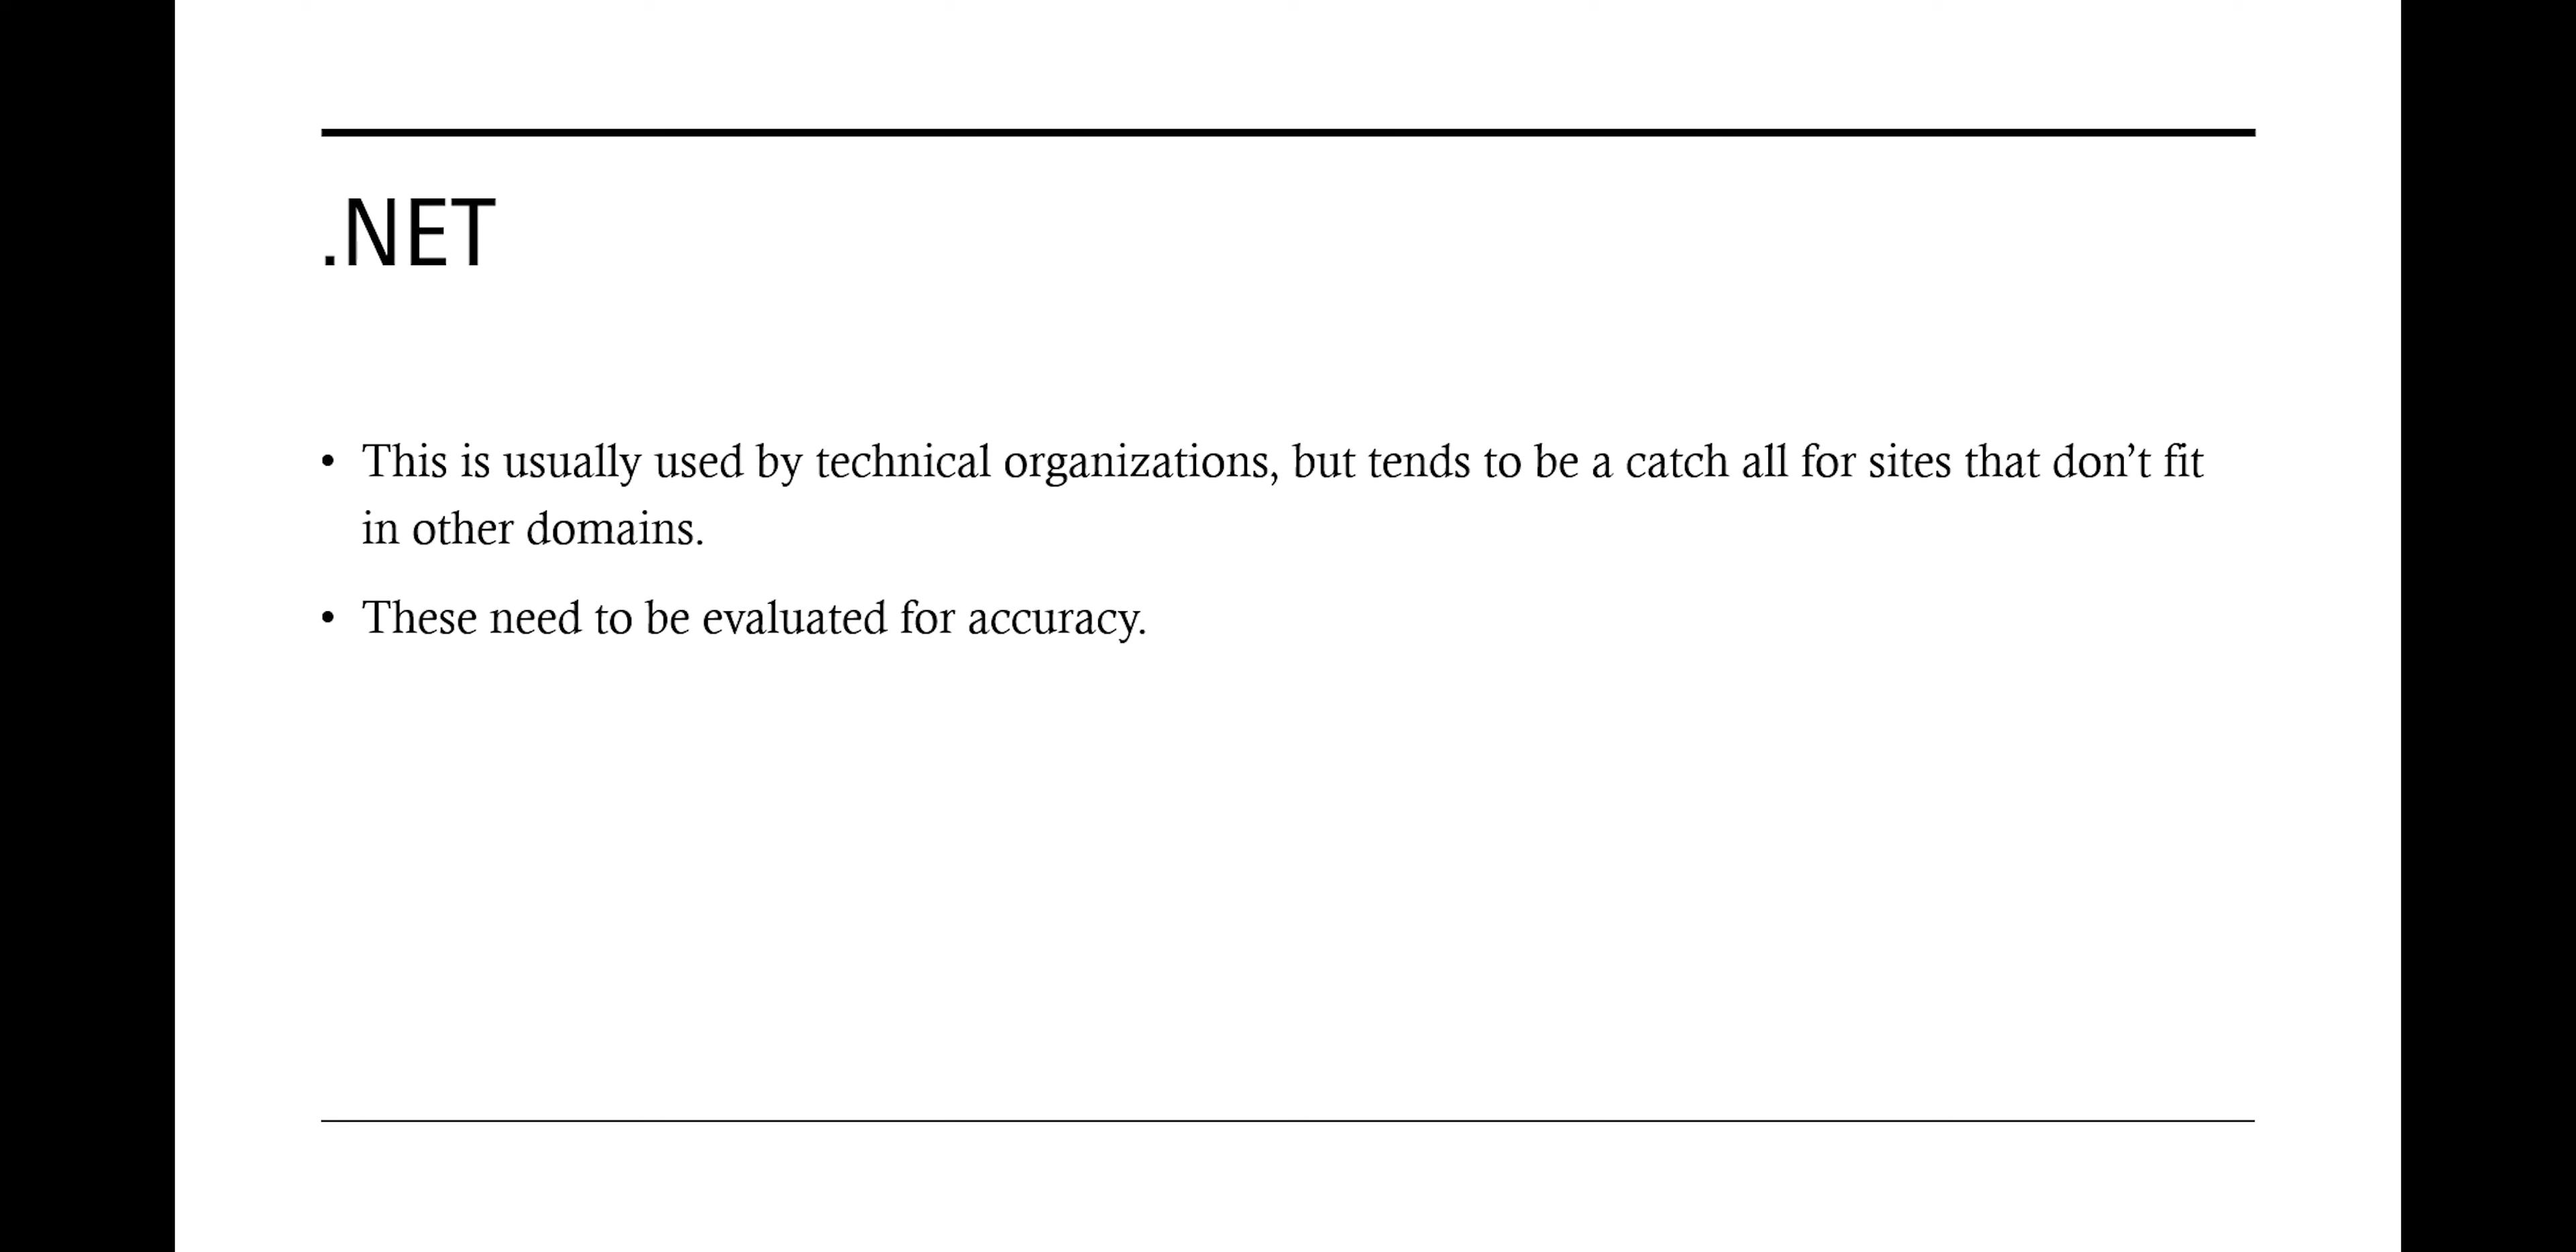 .NET
• This is usually used by technical organizations, but tends to be a catch all for sites that don’t fit
in other domains.
• These need to be evaluated for accuracy.